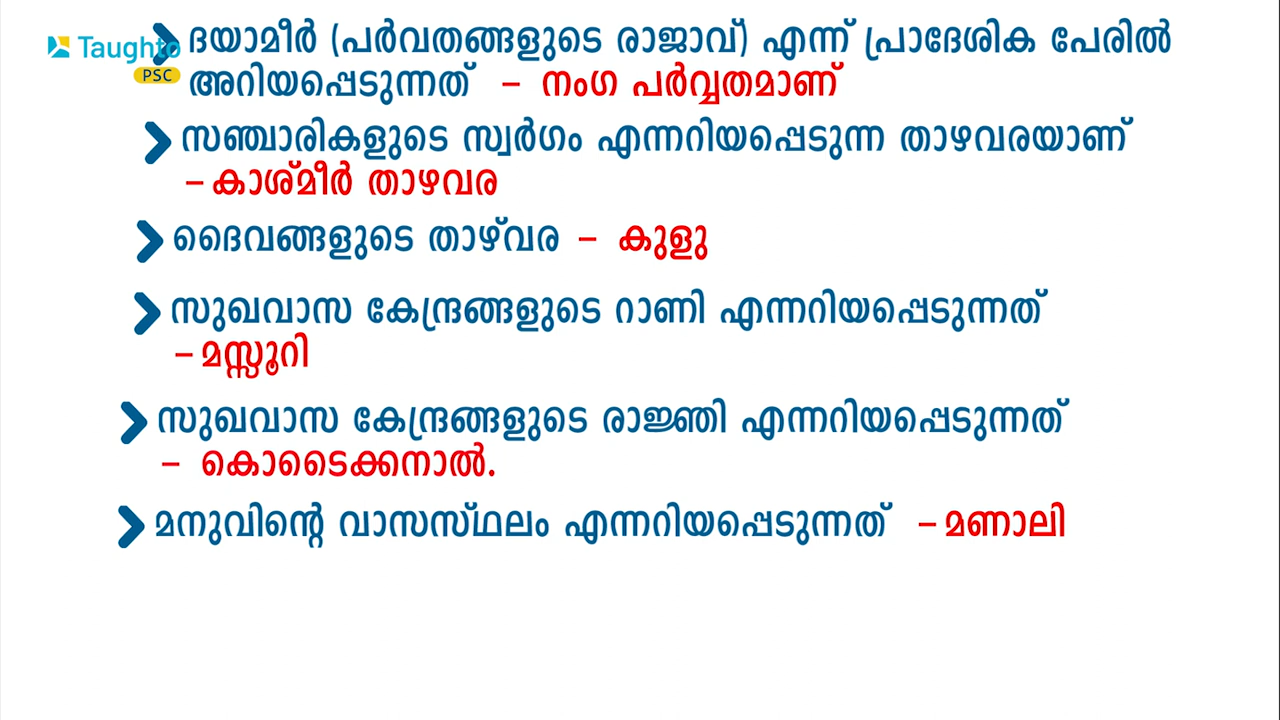 Taughto
PSC
ദയാമീർ (പർവതങ്ങളുടെ രാജാവ്) എന്ന് പ്രാദേശിക പേരിൽ
അറിയപ്പെടുന്നത് – നംഗ പർവ്വതമാണ്
സഞ്ചാരികളുടെ സ്വർഗം എന്നറിയപ്പെടുന്ന താഴവരയാണ്
– കാശ്മീർ താഴവര
ദൈവങ്ങളുടെ താഴ്‌വര – കുളു
സുഖവാസ കേന്ദ്രങ്ങളുടെ റാണി എന്നറിയപ്പെടുന്നത്
– മസ്സൂറി
സുഖവാസ കേന്ദ്രങ്ങളുടെ രാജ്ഞി എന്നറിയപ്പെടുന്നത്
– കൊടൈക്കനാൽ.
മനുവിന്റെ വാസസ്ഥലം എന്നറിയപ്പെടുന്നത് – മണാലി